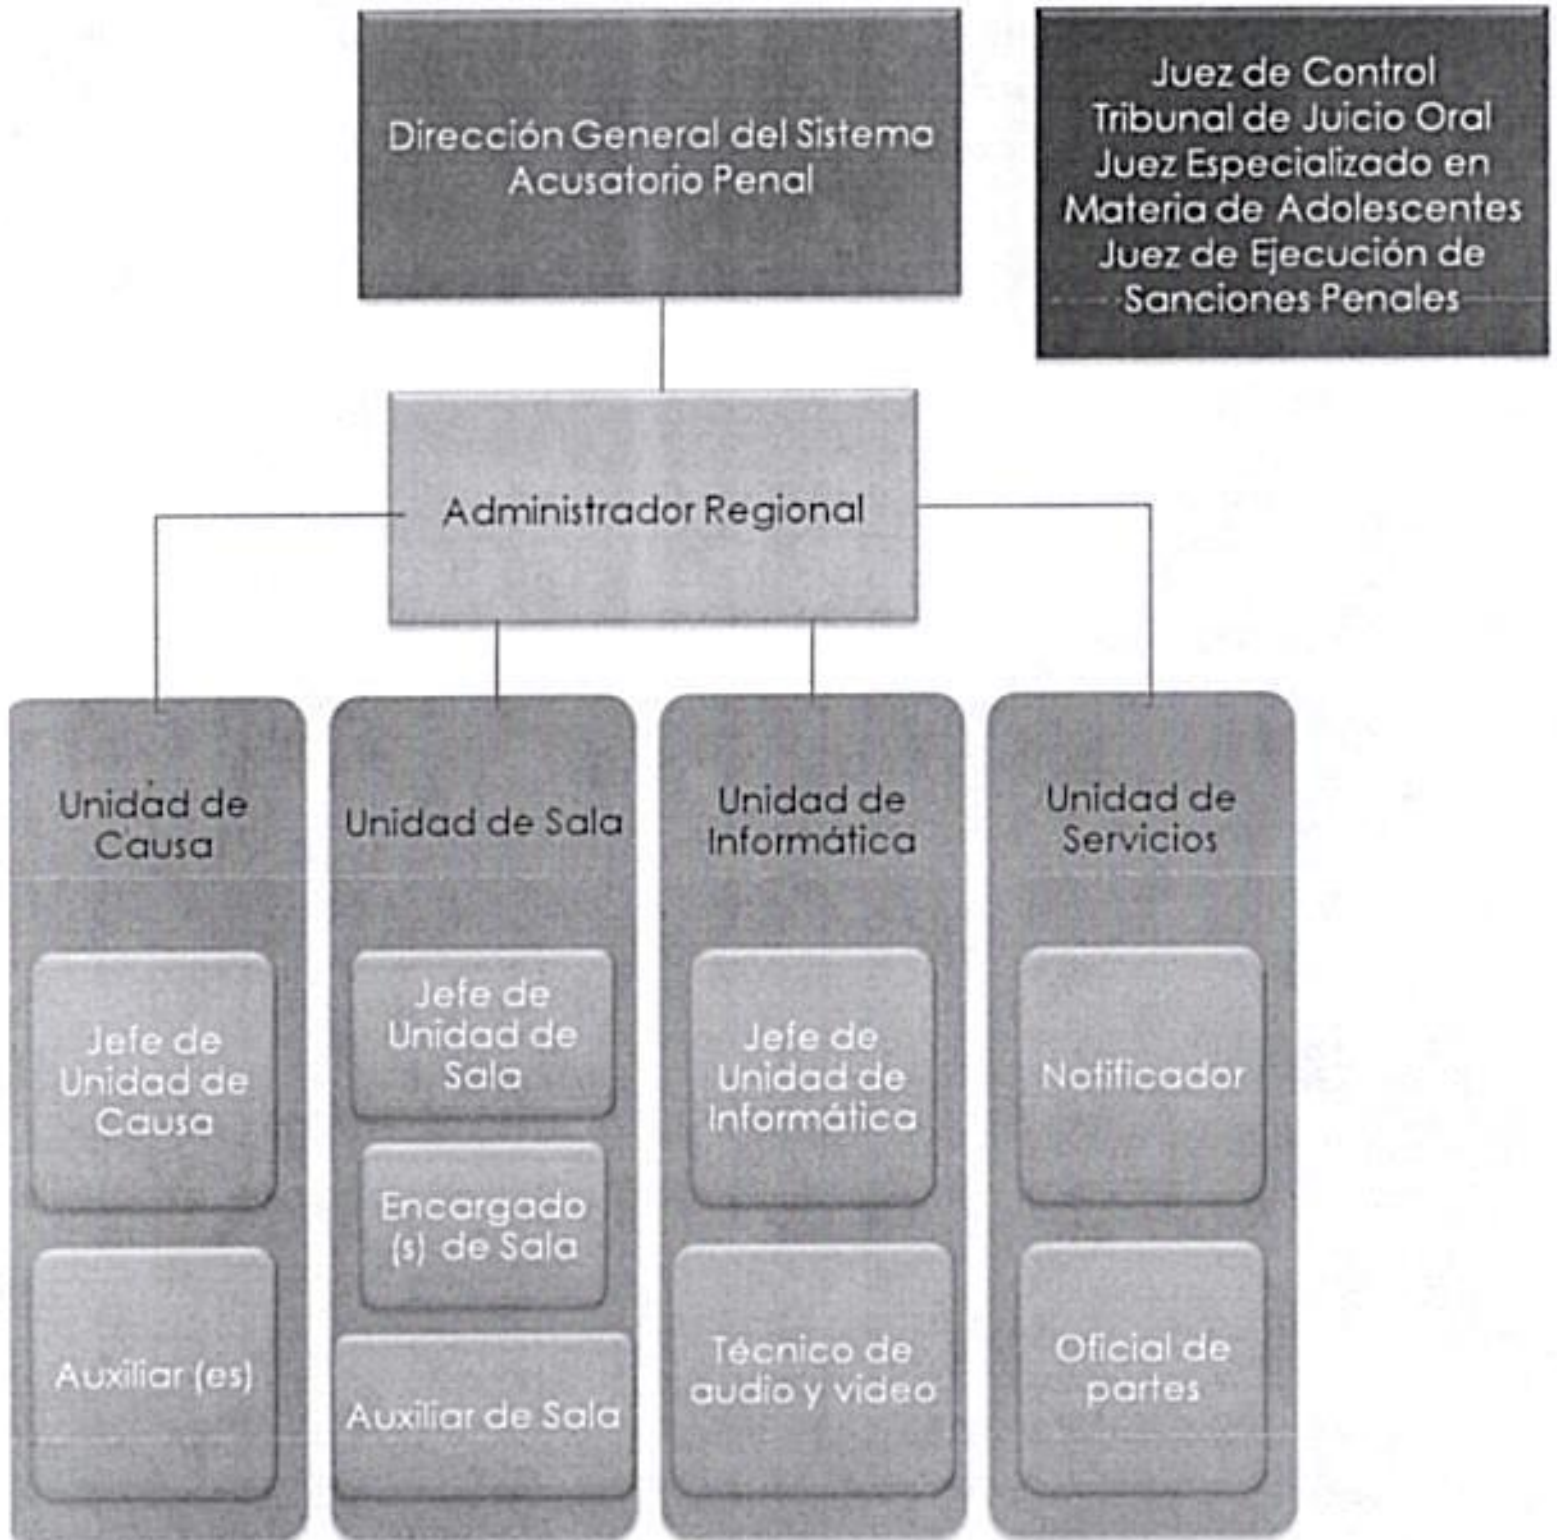 Dirección General del Sistema
Acusatorio Penal
Juez de Control
Tribunal de Juicio Oral
Juez Especializado en
Materia de Adolescentes
Juez de Ejecución de
Sanciones Penales
Administrador Regional
Unidad de
Causa
Jefe de
Unidad de
Causa
Auxiliar (es)
Unidad de Sala
Jefe de
Unidad de
Sala
Encargado
(s) de Sala
Auxiliar de Sala
Unidad de
Informática
Jefe de
Unidad de
Informática
Técnico de
audio y video
Unidad de
Servicios
Notificador
Oficial de
partes